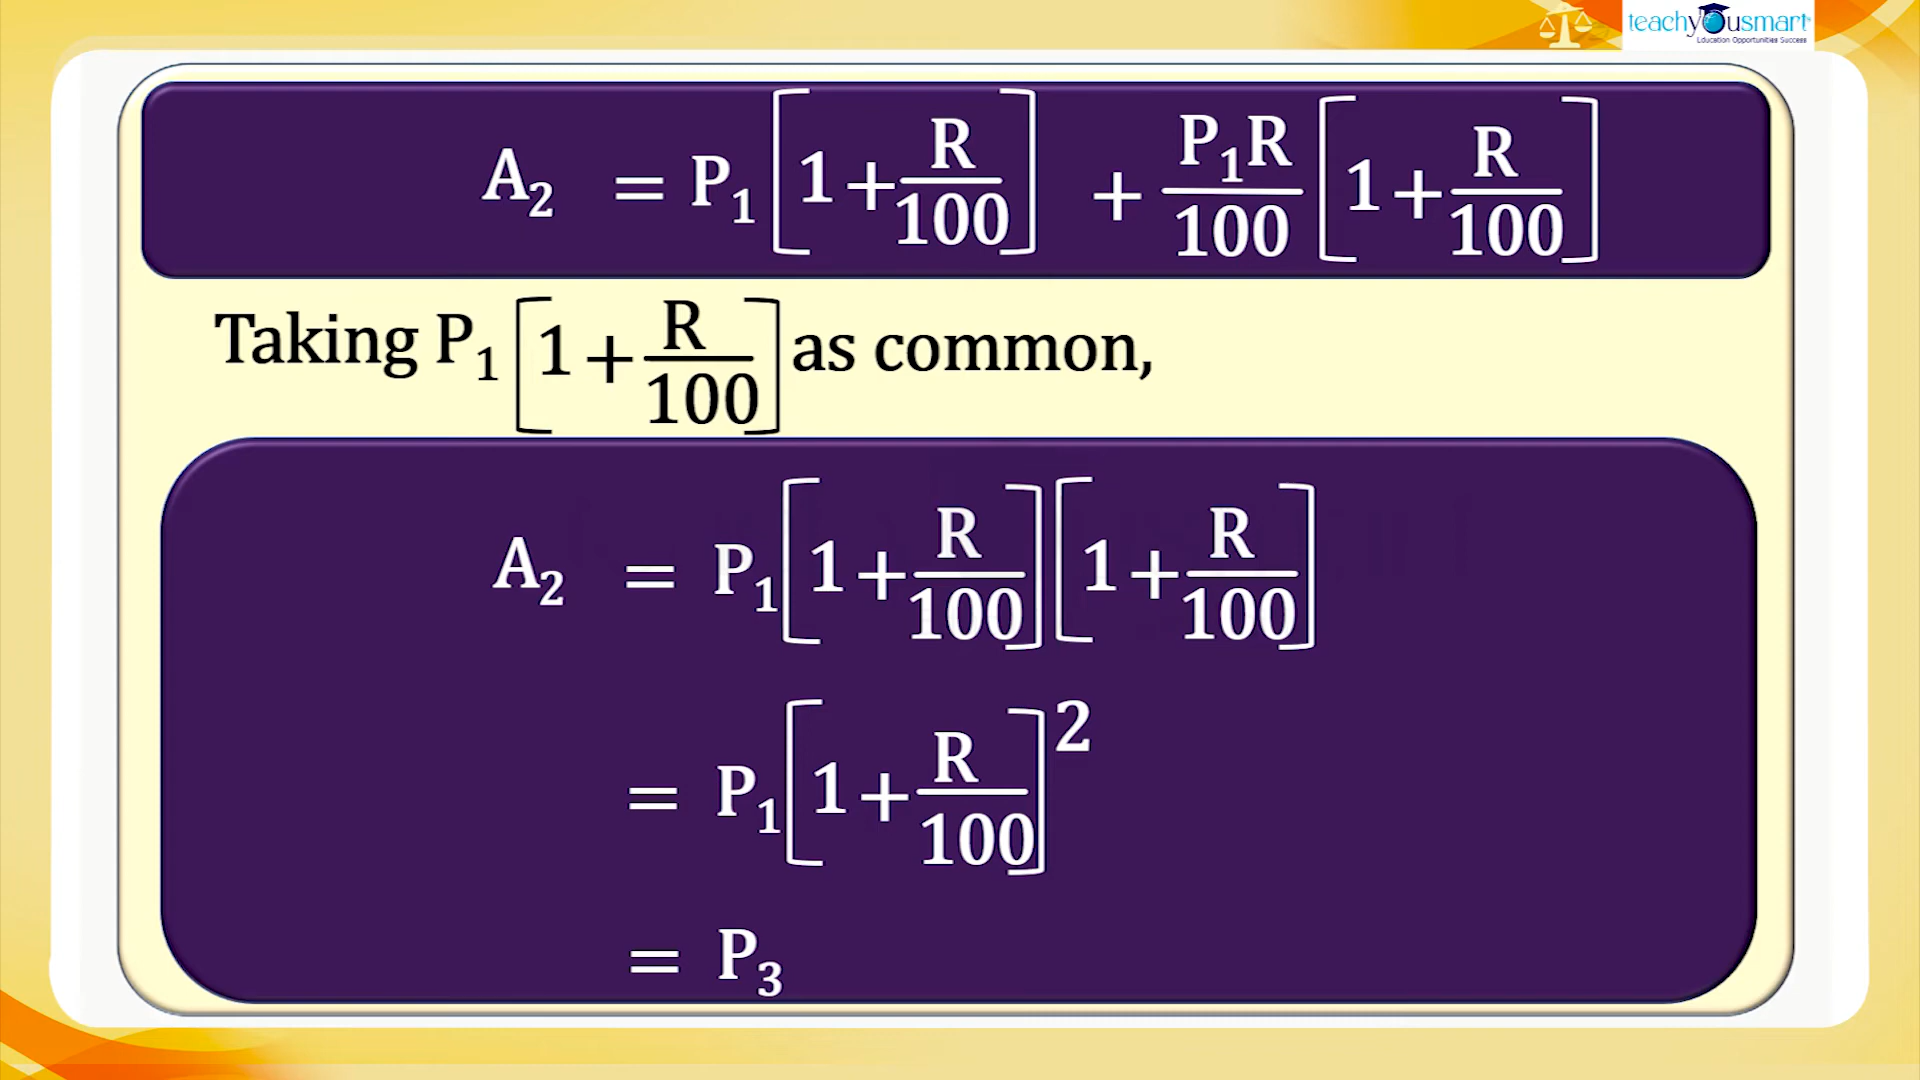 teachyousmart
Education Opportunities Success
A₂ = P₁ [1 + R/100] + P₁R/100 [1 + R/100]
Taking P₁ [1 + R/100] as common,
A₂ = P₁ [1 + R/100] [1 + R/100]
= P₁ [1 + R/100]²
= P₃